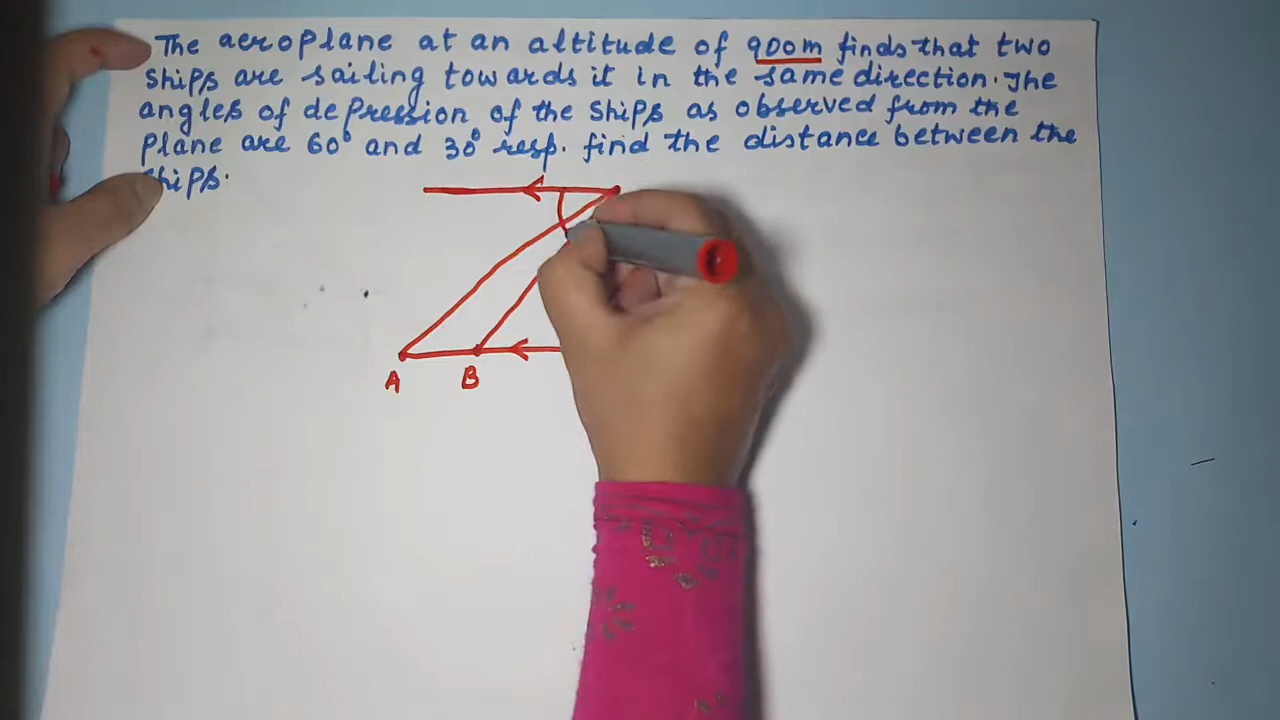 The aeroplane at an altitude of 900m finds that two
ships are sailing towards it in the same direction. The
angles of depression of the ships as observed from the
plane are 60° and 30° resp. find the distance between the
ships.
A B